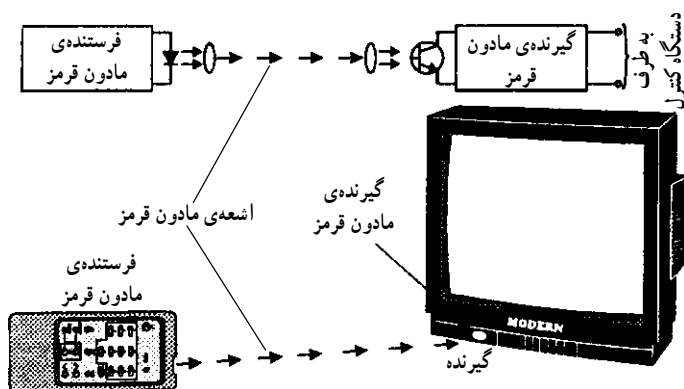 فرستنده‌ی
مادون قرمز
گیرنده‌ی مادون
قرمز
به طرف
دستگاه کنترل
اشعه‌ی مادون قرمز
گیرنده‌ی
مادون قرمز
فرستنده‌ی
مادون قرمز
MODERN
گیرنده